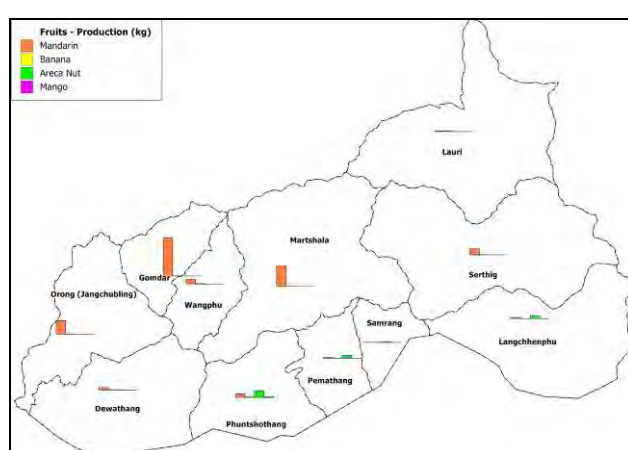 Fruits - Production (kg)
Mandarin
Banana
Areca Nut
Mango
Lauri
Martshala
Gomdar
Serthig
Orong (Jangchubling)
Wangphu
Samrang
Langchhenphu
Pemathang
Dewathang
Phuntshothang